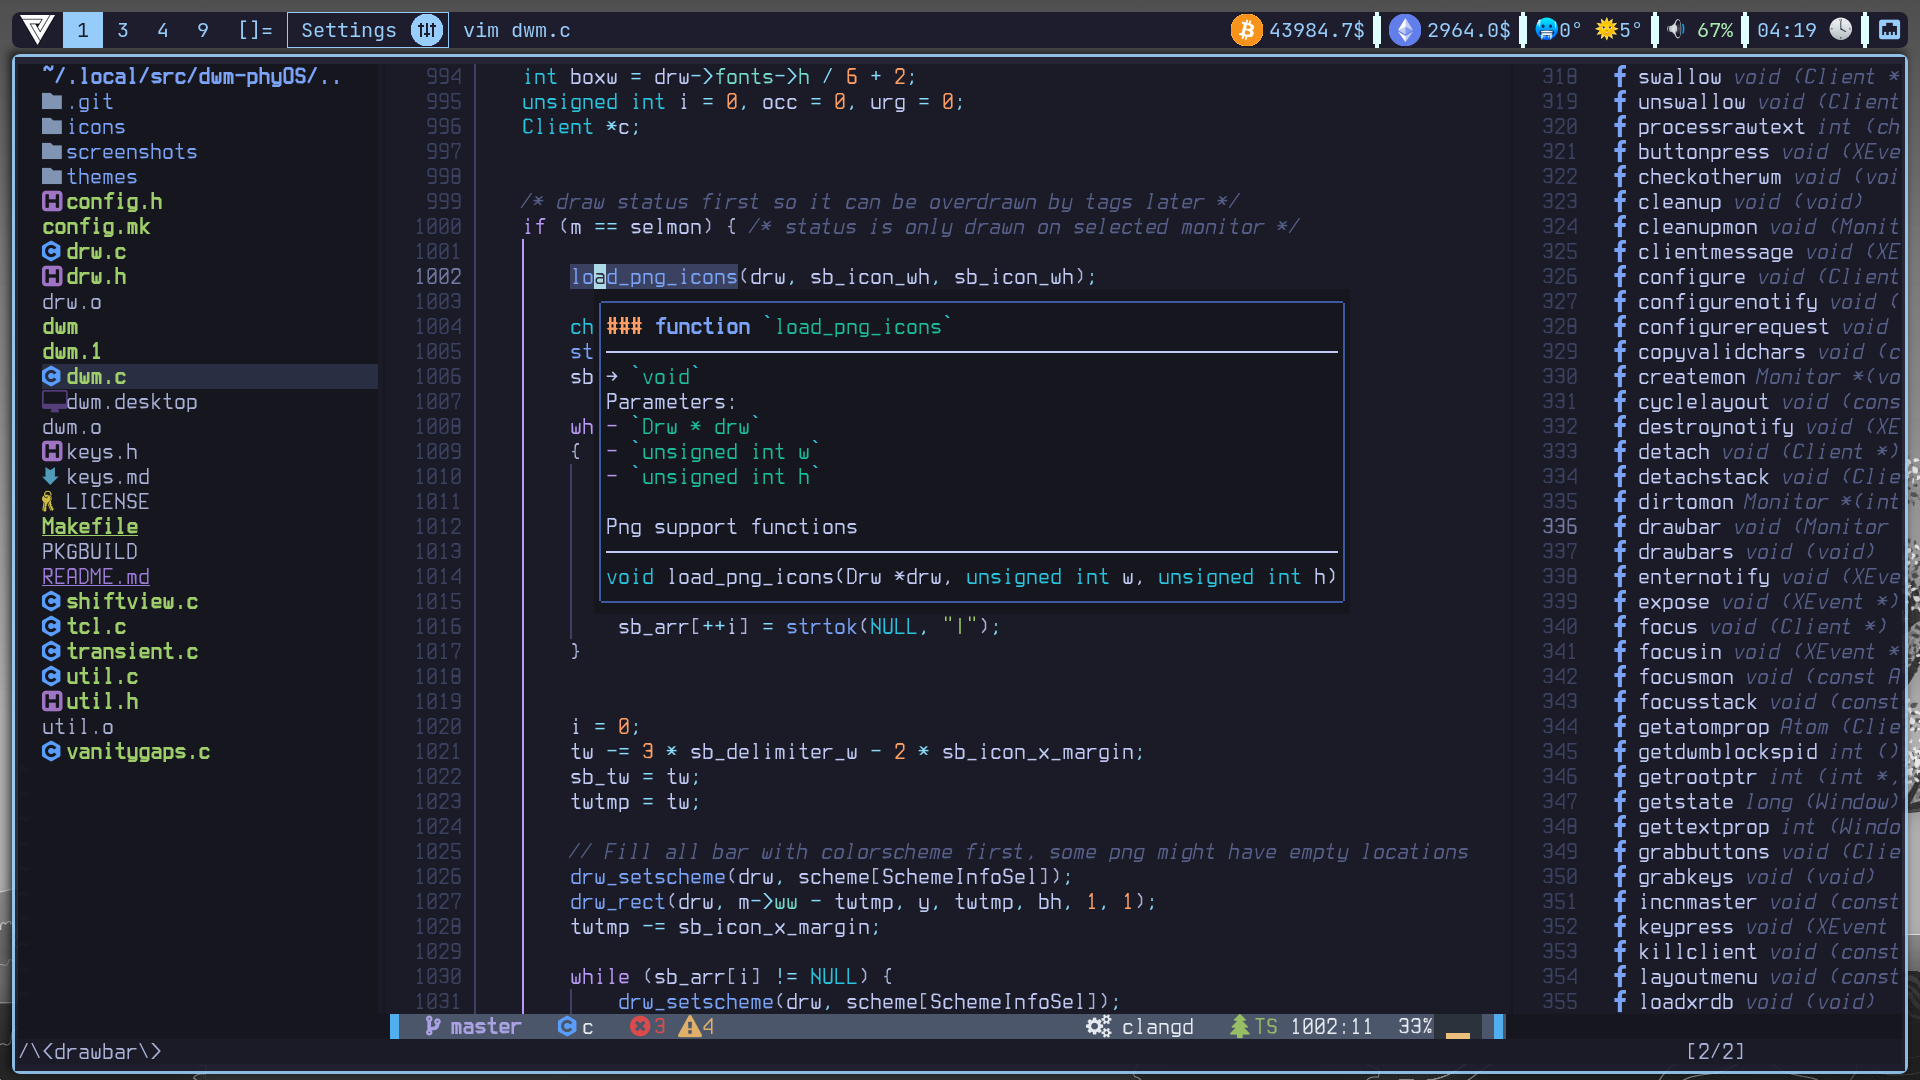 1 3 4 9 []= Settings vim dwm.c 43984.7$ 2964.0$ 0° 5° 67% 04:19
~/.local/src/dwm-phyOS/..
.git
icons
screenshots
themes
config.h
config.mk
drw.c
drw.h
drw.o
dwm
dwm.1
dwm.c
dwm.desktop
dwm.o
keys.h
keys.md
LICENSE
Makefile
PKGBUILD
README.md
shiftview.c
tcl.c
transient.c
util.c
util.h
util.o
vanitygaps.c
994 int boxw = drw->fonts->h / 6 + 2;
995 unsigned int i = 0, occ = 0, urg = 0;
996 Client *c;
997
998
999 /* draw status first so it can be overdrawn by tags later */
1000 if (m == selmon) { /* status is only drawn on selected monitor */
1001
1002 load_png_icons(drw, sb_icon_wh, sb_icon_wh);
1003
1004 ch
1005 st
1006 sb
1007
1008 wh
1009 {
1010
1011
1012
1013
1014
1015
1016 sb_arr[++i] = strtok(NULL, "|");
1017 }
1018
1019
1020 i = 0;
1021 tw -= 3 * sb_delimiter_w - 2 * sb_icon_x_margin;
1022 sb_tw = tw;
1023 twtmp = tw;
1024
1025 // Fill all bar with colorscheme first, some png might have empty locations
1026 drw_setscheme(drw, scheme[SchemeInfoSel]);
1027 drw_rect(drw, m->ww - twtmp, y, twtmp, bh, 1, 1);
1028 twtmp -= sb_icon_x_margin;
1029
1030 while (sb_arr[i] != NULL) {
1031 drw_setscheme(drw, scheme[SchemeInfoSel]);
### function `load_png_icons`
→ `void`
Parameters:
- `Drw * drw`
- `unsigned int w`
- `unsigned int h`
Png support functions
void load_png_icons(Drw *drw, unsigned int w, unsigned int h)
318 f swallow void (Client *
319 f unswallow void (Client
320 f processrawtext int (ch
321 f buttonpress void (XEve
322 f checkotherwm void (voi
323 f cleanup void (void)
324 f cleanupmon void (Monit
325 f clientmessage void (XE
326 f configure void (Client
327 f configurenotify void (
328 f configurerequest void
329 f copyvalidchars void (c
330 f createmon Monitor *(vo
331 f cyclelayout void (cons
332 f destroynotify void (XE
333 f detach void (Client *)
334 f detachstack void (Clie
335 f dirtomon Monitor *(int
336 f drawbar void (Monitor
337 f drawbars void (void)
338 f enternotify void (XEve
339 f expose void (XEvent *)
340 f focus void (Client *)
341 f focusin void (XEvent *
342 f focusmon void (const A
343 f focusstack void (const
344 f getatomprop Atom (Clie
345 f getdwmblockspid int ()
346 f getrootptr int (int *,
347 f getstate long (Window)
348 f gettextprop int (Windo
349 f grabbuttons void (Clie
350 f grabkeys void (void)
351 f incnmaster void (const
352 f keypress void (XEvent
353 f killclient void (const
354 f layoutmenu void (const
355 f loadxrdb void (void)
master c 3 4 clangd TS 1002:11 33%
/\<drawbar\> [2/2]